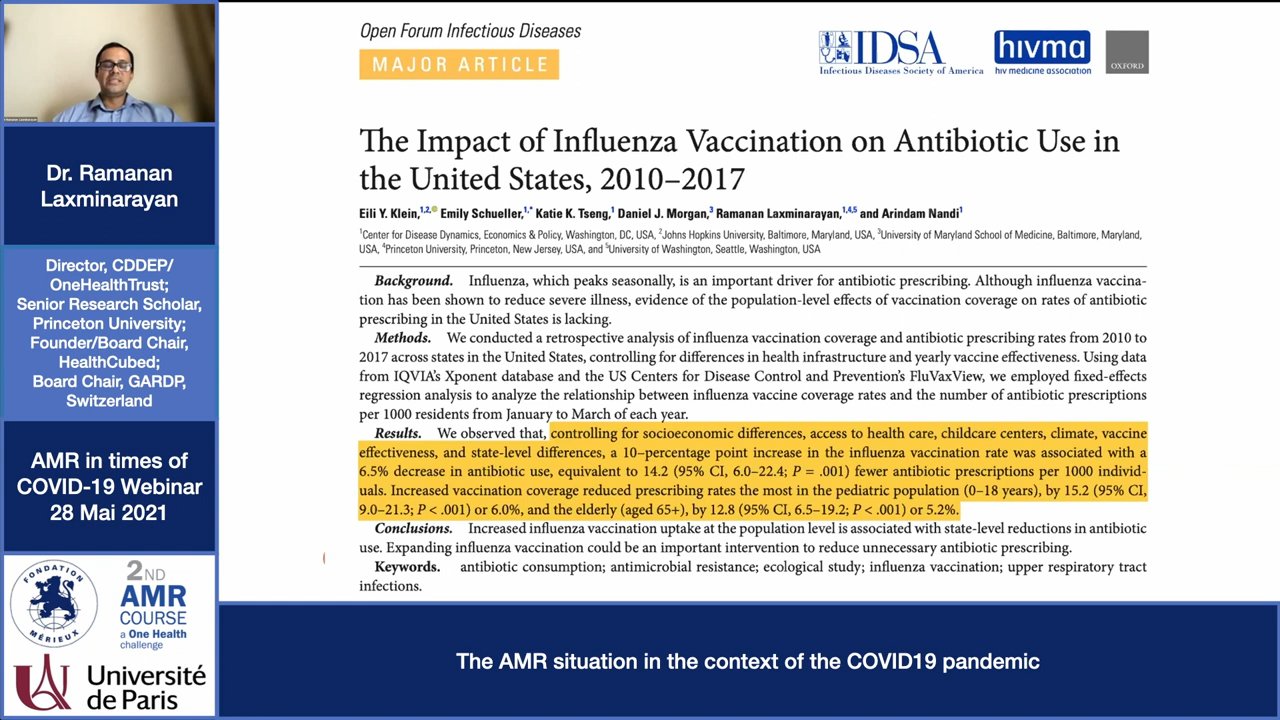 Dr. Ramanan
Laxminarayan
Director, CDDEP/
OneHealthTrust;
Senior Research Scholar,
Princeton University;
Founder/Board Chair,
HealthCubed;
Board Chair, GARDP,
Switzerland
AMR in times of
COVID-19 Webinar
28 Mai 2021
FONDATION
MÉRIEUX
2ND
AMR
COURSE
a One Health
challenge
Université
de Paris
Open Forum Infectious Diseases
MAJOR ARTICLE
IDSA
Infectious Diseases Society of America
hivma
hiv medicine association
OXFORD
The Impact of Influenza Vaccination on Antibiotic Use in
the United States, 2010–2017
Eili Y. Klein,1,2, Emily Schueller,1,* Katie K. Tseng,1 Daniel J. Morgan,3 Ramanan Laxminarayan,1,4,5 and Arindam Nandi1
1Center for Disease Dynamics, Economics & Policy, Washington, DC, USA, 2Johns Hopkins University, Baltimore, Maryland, USA, 3University of Maryland School of Medicine, Baltimore, Maryland,
USA, 4Princeton University, Princeton, New Jersey, USA, and 5University of Washington, Seattle, Washington, USA
Background. Influenza, which peaks seasonally, is an important driver for antibiotic prescribing. Although influenza vaccina-
tion has been shown to reduce severe illness, evidence of the population-level effects of vaccination coverage on rates of antibiotic
prescribing in the United States is lacking.
Methods. We conducted a retrospective analysis of influenza vaccination coverage and antibiotic prescribing rates from 2010 to
2017 across states in the United States, controlling for differences in health infrastructure and yearly vaccine effectiveness. Using data
from IQVIA's Xponent database and the US Centers for Disease Control and Prevention's FluVaxView, we employed fixed-effects
regression analysis to analyze the relationship between influenza vaccine coverage rates and the number of antibiotic prescriptions
per 1000 residents from January to March of each year.
Results. We observed that, controlling for socioeconomic differences, access to health care, childcare centers, climate, vaccine
effectiveness, and state-level differences, a 10–percentage point increase in the influenza vaccination rate was associated with a
6.5% decrease in antibiotic use, equivalent to 14.2 (95% CI, 6.0–22.4; P = .001) fewer antibiotic prescriptions per 1000 individ-
uals. Increased vaccination coverage reduced prescribing rates the most in the pediatric population (0–18 years), by 15.2 (95% CI,
9.0–21.3; P < .001) or 6.0%, and the elderly (aged 65+), by 12.8 (95% CI, 6.5–19.2; P < .001) or 5.2%.
Conclusions. Increased influenza vaccination uptake at the population level is associated with state-level reductions in antibiotic
use. Expanding influenza vaccination could be an important intervention to reduce unnecessary antibiotic prescribing.
Keywords. antibiotic consumption; antimicrobial resistance; ecological study; influenza vaccination; upper respiratory tract
infections.
The AMR situation in the context of the COVID19 pandemic